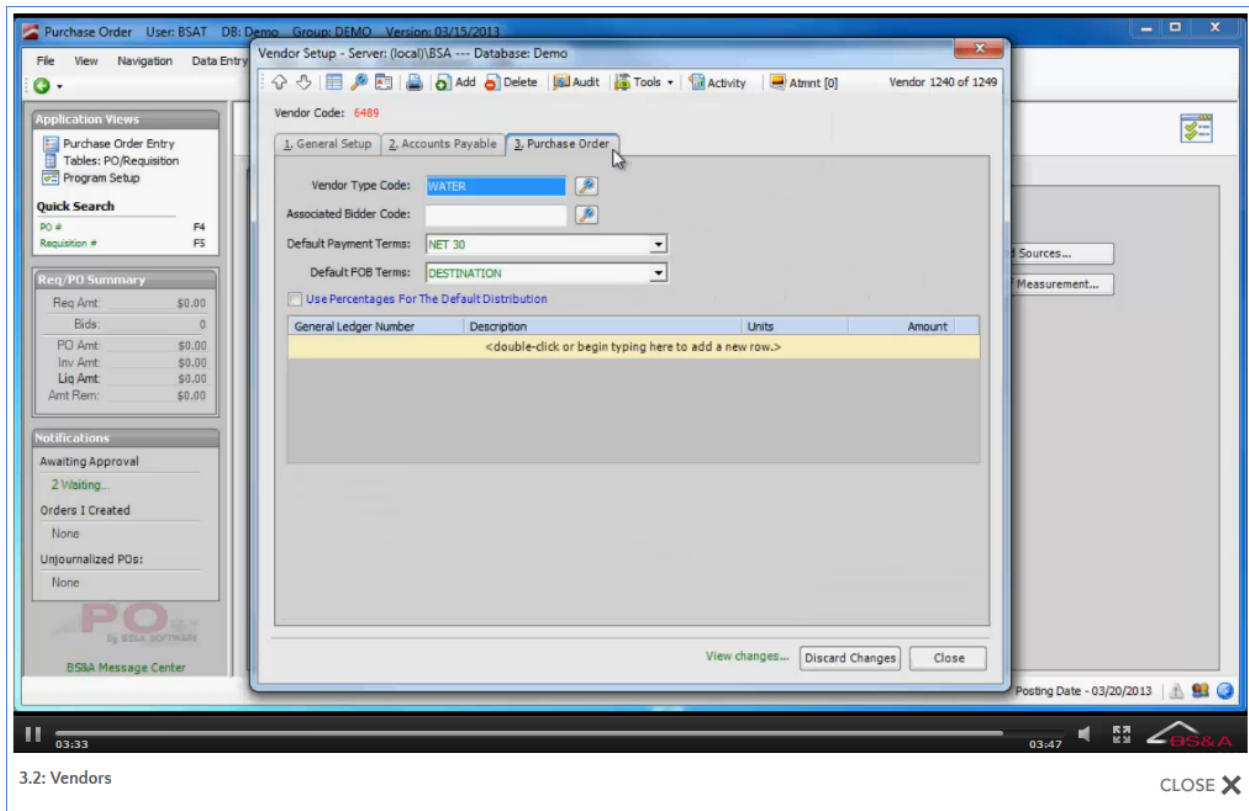 Purchase Order User: BSAT DB: Demo Group: DEMO Version: 03/15/2013
File View Navigation Data Entry
Application Views
Purchase Order Entry
Tables: PO/Requisition
Program Setup
Quick Search
PO # F4
Requisition # F5
Req/PO Summary
Req Amt: $0.00
Bids: 0
PO Amt: $0.00
Inv Amt: $0.00
Liq Amt: $0.00
Amt Rem: $0.00
Notifications
Awaiting Approval
2 Waiting...
Orders I Created
None
Unjournalized POs:
None
PO
by BS&A SOFTWARE
BS&A Message Center
Vendor Setup - Server: (local)\BSA --- Database: Demo
Add Delete Audit Tools Activity Atmnt [0] Vendor 1240 of 1249
Vendor Code: 6489
1. General Setup 2. Accounts Payable 3. Purchase Order
Vendor Type Code: WATER
Associated Bidder Code:
Default Payment Terms: NET 30
Default FOB Terms: DESTINATION
Use Percentages For The Default Distribution
General Ledger Number Description Units Amount
<double-click or begin typing here to add a new row.>
View changes... Discard Changes Close
Sources...
Measurement...
Posting Date - 03/20/2013
03:33
03:47
BS&A
3.2: Vendors
CLOSE